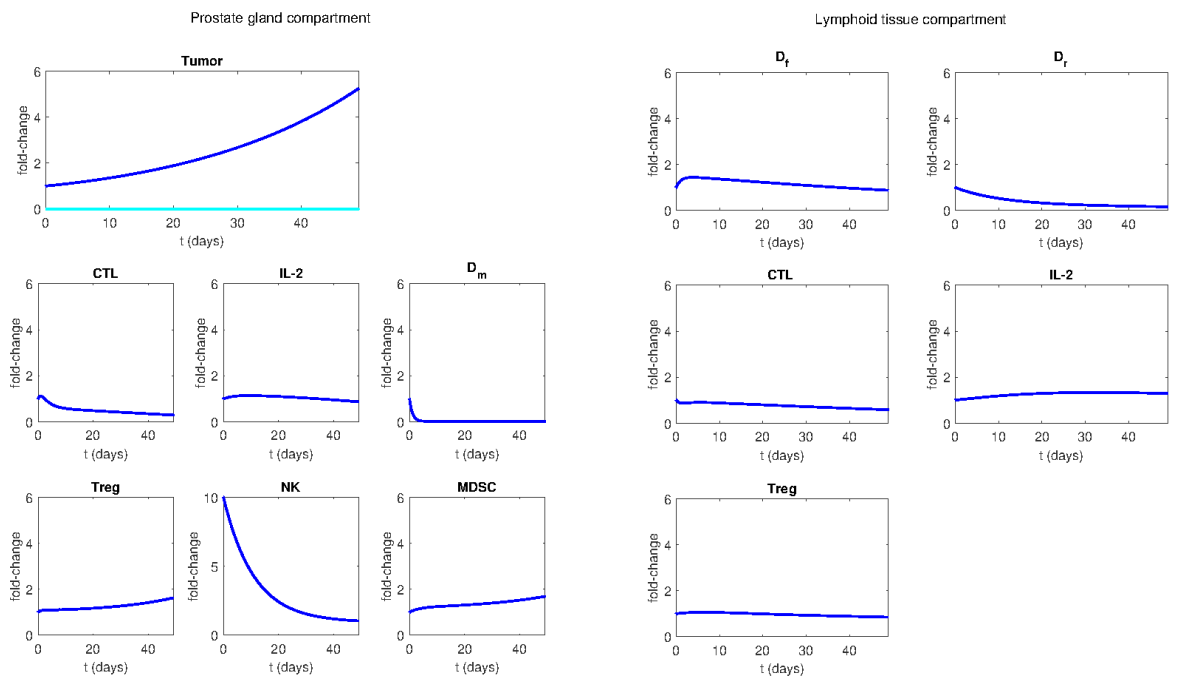 Prostate gland compartment
Lymphoid tissue compartment
Tumor
fold-change
6
4
2
0
0 10 20 30 40
t (days)
D_f
fold-change
6
4
2
0
0 10 20 30 40
t (days)
D_r
fold-change
6
4
2
0
0 10 20 30 40
t (days)
CTL
fold-change
6
4
2
0
0 20 40
t (days)
IL-2
fold-change
6
4
2
0
0 20 40
t (days)
D_m
fold-change
6
4
2
0
0 20 40
t (days)
CTL
fold-change
6
4
2
0
0 10 20 30 40
t (days)
IL-2
fold-change
6
4
2
0
0 10 20 30 40
t (days)
Treg
fold-change
6
4
2
0
0 20 40
t (days)
NK
fold-change
10
5
0
0 20 40
t (days)
MDSC
fold-change
6
4
2
0
0 20 40
t (days)
Treg
fold-change
6
4
2
0
0 10 20 30 40
t (days)